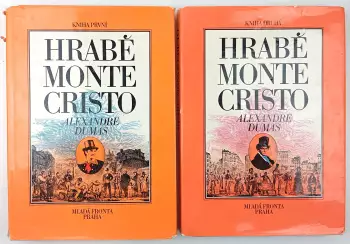 KNIHA PRVNÍ
HRABĚ
MONTE
CRISTO
ALEXANDRE
DUMAS
MLADÁ FRONTA
PRAHA
KNIHA DRUHÁ
HRABĚ
MONTE
CRISTO
ALEXANDRE
DUMAS
MLADÁ FRONTA
PRAHA